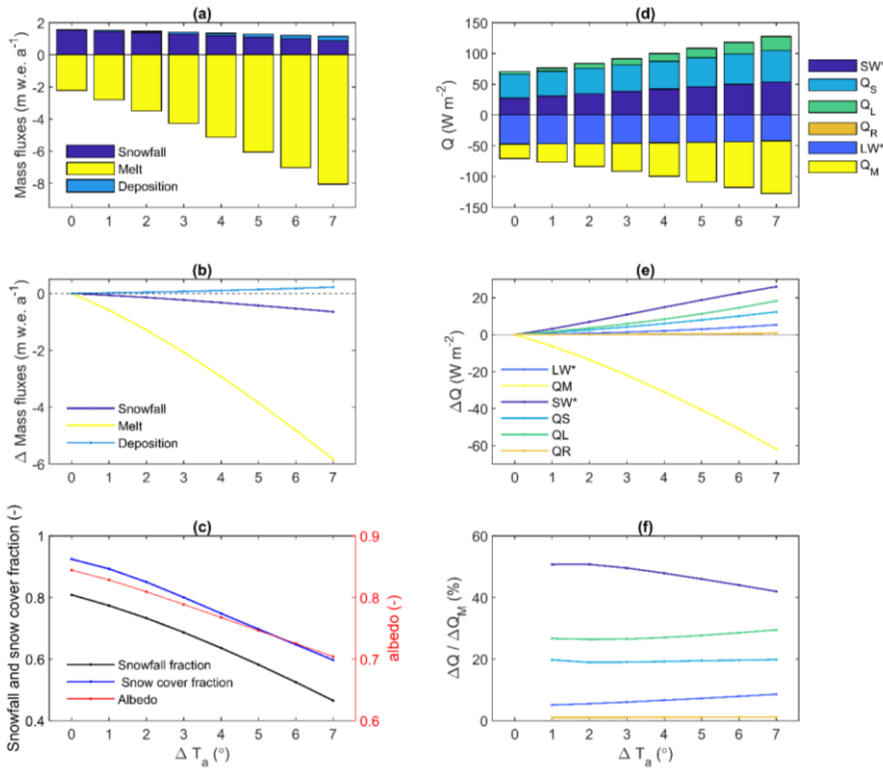 (a)
Mass fluxes (m w.e. a⁻¹)
2
0
-2
-4
-6
-8
Snowfall
Melt
Deposition
0 1 2 3 4 5 6 7
(d)
Q (W m⁻²)
150
100
50
0
-50
-100
-150
0 1 2 3 4 5 6 7
SW*
Q_S
Q_L
Q_R
LW*
Q_M
(b)
Δ Mass fluxes (m w.e. a⁻¹)
0
-2
-4
-6
Snowfall
Melt
Deposition
0 1 2 3 4 5 6 7
(e)
ΔQ (W m⁻²)
20
0
-20
-40
-60
LW*
QM
SW*
QS
QL
QR
0 1 2 3 4 5 6 7
(c)
Snowfall and snow cover fraction (-)
1
0.8
0.6
0.4
Snowfall fraction
Snow cover fraction
Albedo
0.9
0.8
0.7
0.6
albedo (-)
0 1 2 3 4 5 6 7
Δ T_a (°)
(f)
ΔQ / ΔQ_M (%)
60
40
20
0
0 1 2 3 4 5 6 7
Δ T_a (°)